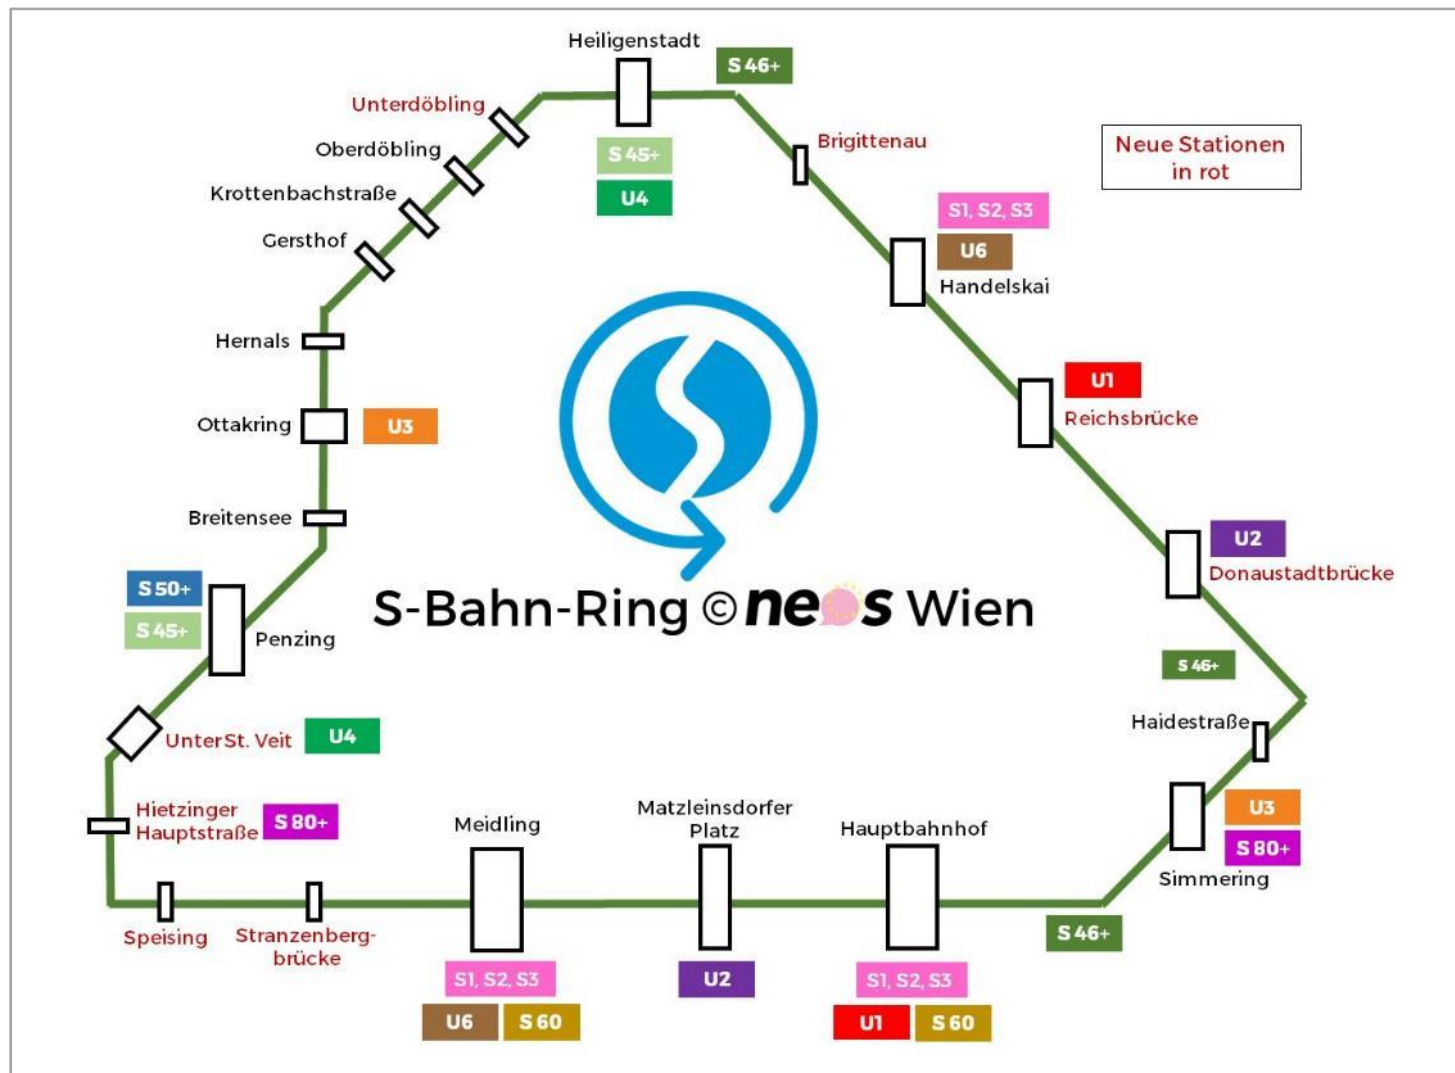 Heiligenstadt
S 46+
Unterdöbling
Brigittenau
Neue Stationen
in rot
Oberdöbling
S 45+
U4
Krottenbachstraße
S1, S2, S3
U6
Gersthof
Handelskai
Hernals
U1
Reichsbrücke
Ottakring
U3
Breitensee
U2
Donaustadtbrücke
S 50+
S 45+
Penzing
S-Bahn-Ring © neos Wien
S 46+
Haidestraße
UnterSt. Veit
U4
Hietzinger
Hauptstraße
S 80+
Meidling
Matzleinsdorfer
Platz
Hauptbahnhof
U3
S 80+
Simmering
Speising
Stranzenberg-
brücke
S 46+
S1, S2, S3
U6
S 60
U2
S1, S2, S3
U1
S 60